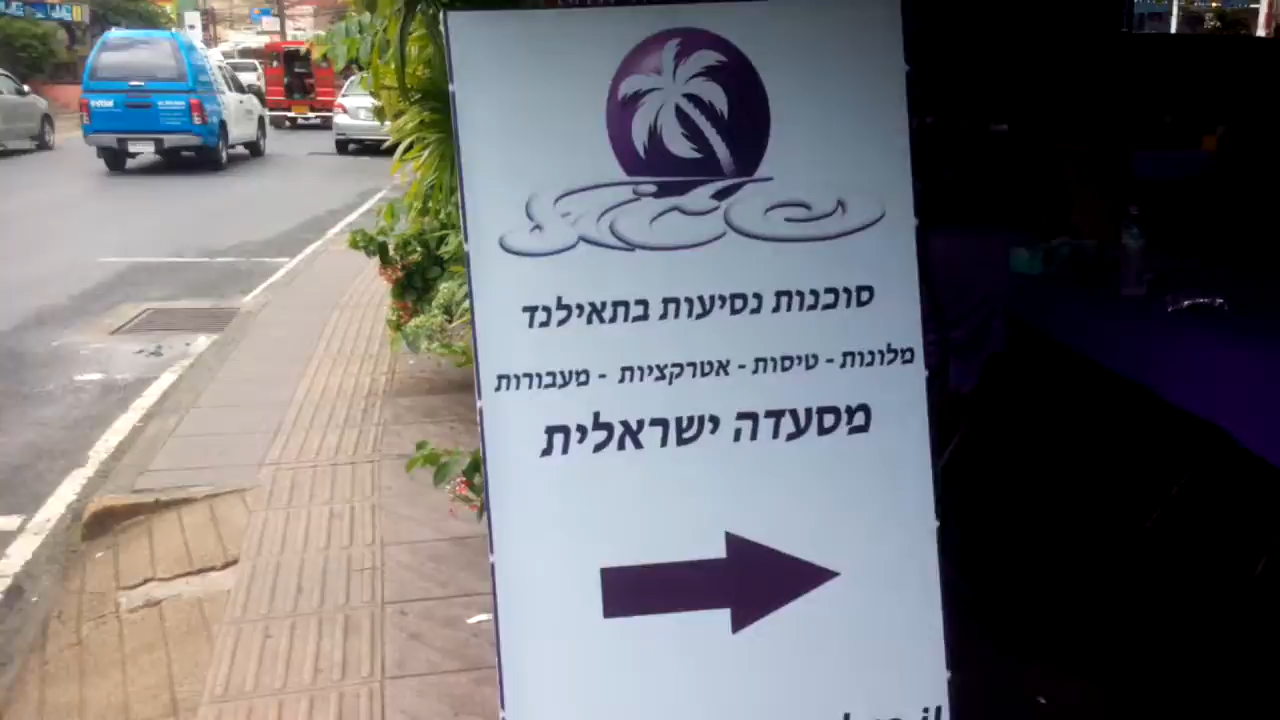 סוכנות נסיעות בתאילנד
מלונות - טיסות - אטרקציות - מעבורות
מסעדה ישראלית